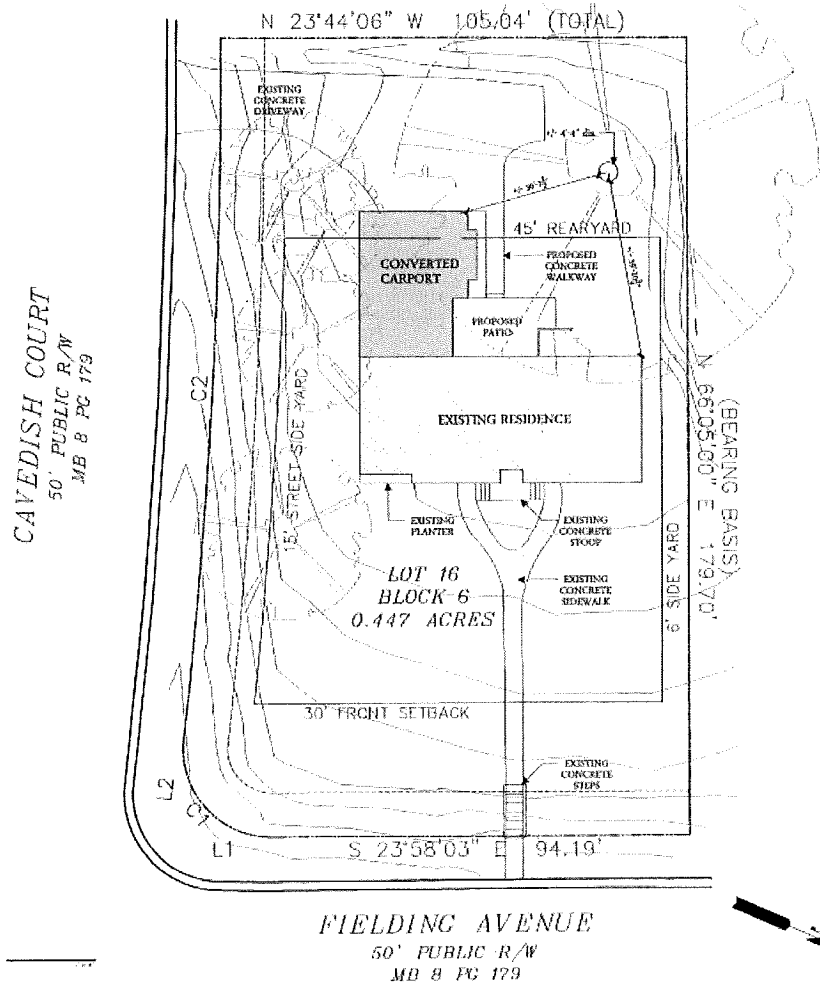 N 23°44'06" W 105.04' (TOTAL)
EXISTING
CONCRETE
DRIVEWAY
+/- 4'-4" dia.
45' REARYARD
CONVERTED
CARPORT
PROPOSED
CONCRETE
WALKWAY
PROPOSED
PATIO
CAVEDISH COURT
50' PUBLIC R/W
MB 8 PG 179
C2
15' STREET SIDE YARD
EXISTING RESIDENCE
N 66°05'00" E 179.70'
(BEARING BASIS)
6' SIDE YARD
EXISTING
PLANTER
EXISTING
CONCRETE
STOOP
LOT 16
BLOCK 6
0.447 ACRES
EXISTING
CONCRETE
SIDEWALK
30' FRONT SETBACK
EXISTING
CONCRETE
STEPS
L2
C1
L1
S 23°58'03" E 94.19'
FIELDING AVENUE
50' PUBLIC R/W
MB 8 PG 179